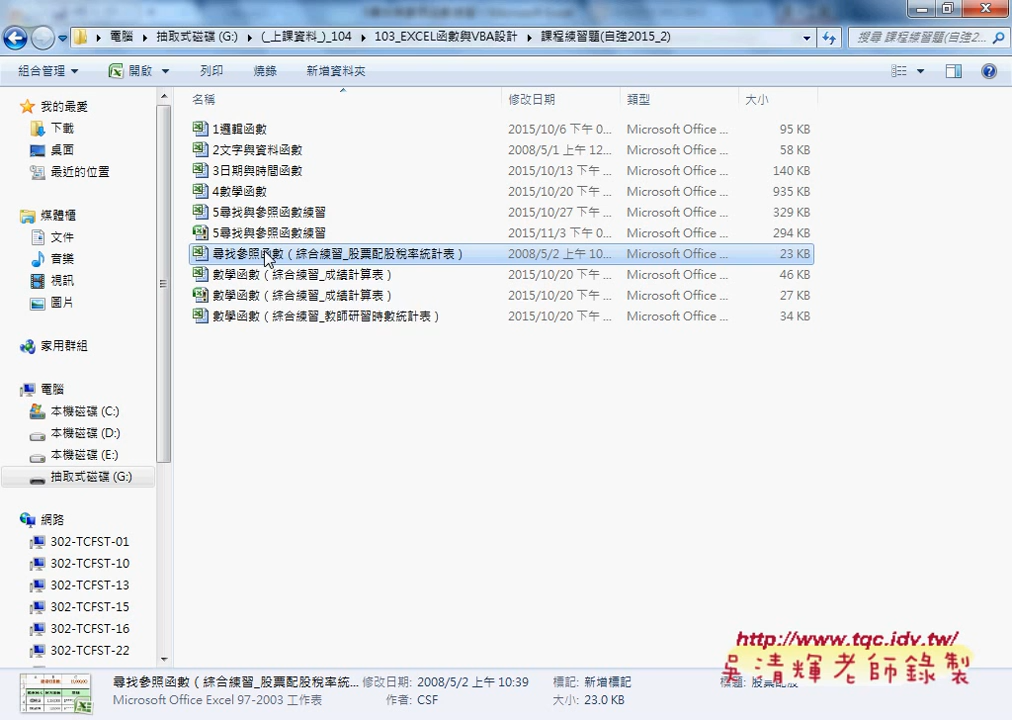 電腦 抽取式磁碟 (G:) (_上課資料_)_104 103_EXCEL函數與VBA設計 課程練習題(自強2015_2) 搜尋 課程練習題(自強2...
組合管理 開啟 列印 燒錄 新增資料夾
名稱 修改日期 類型 大小
1邏輯函數 2015/10/6 下午 0... Microsoft Office ... 95 KB
2文字與資料函數 2008/5/1 上午 12... Microsoft Office ... 58 KB
3日期與時間函數 2015/10/13 下午 ... Microsoft Office ... 140 KB
4數學函數 2015/10/20 下午 ... Microsoft Office ... 935 KB
5尋找與參照函數練習 2015/10/27 下午 ... Microsoft Office ... 329 KB
5尋找與參照函數練習 2015/11/3 下午 0... Microsoft Office ... 294 KB
尋找參照函數（綜合練習_股票配股稅率統計表） 2008/5/2 上午 10... Microsoft Office ... 23 KB
數學函數（綜合練習_成績計算表） 2015/10/20 下午 ... Microsoft Office ... 46 KB
數學函數（綜合練習_成績計算表） 2015/10/20 下午 ... Microsoft Office ... 27 KB
數學函數（綜合練習_教師研習時數統計表） 2015/10/20 下午 ... Microsoft Office ... 34 KB
我的最愛
下載
桌面
最近的位置
媒體櫃
文件
音樂
視訊
圖片
家用群組
電腦
本機磁碟 (C:)
本機磁碟 (D:)
本機磁碟 (E:)
抽取式磁碟 (G:)
網路
302-TCFST-01
302-TCFST-10
302-TCFST-13
302-TCFST-15
302-TCFST-16
302-TCFST-22
http://www.tqc.idv.tw/
吳清輝老師錄製
尋找參照函數（綜合練習_股票配股稅率統... 修改日期: 2008/5/2 上午 10:39 標記: 新增標記 標題: 股票配股
Microsoft Office Excel 97-2003 工作表 作者: CSF 大小: 23.0 KB